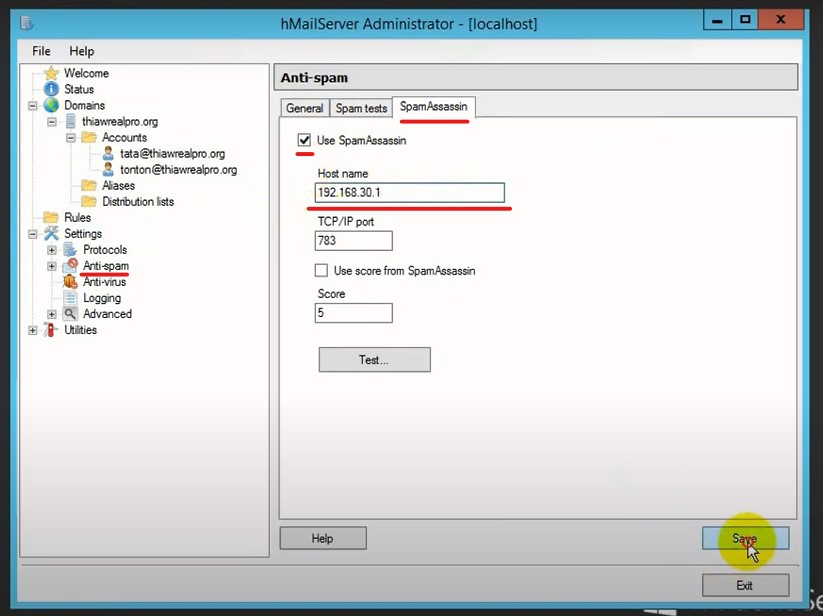 hMailServer Administrator - [localhost]
File Help
Welcome
Status
Domains
thiawrealpro.org
Accounts
tata@thiawrealpro.org
tonton@thiawrealpro.org
Aliases
Distribution lists
Rules
Settings
Protocols
Anti-spam
Anti-virus
Logging
Advanced
Utilities
Anti-spam
General Spam tests SpamAssassin
Use SpamAssassin
Host name
192.168.30.1
TCP/IP port
783
Use score from SpamAssassin
Score
5
Test...
Help
Save
Exit